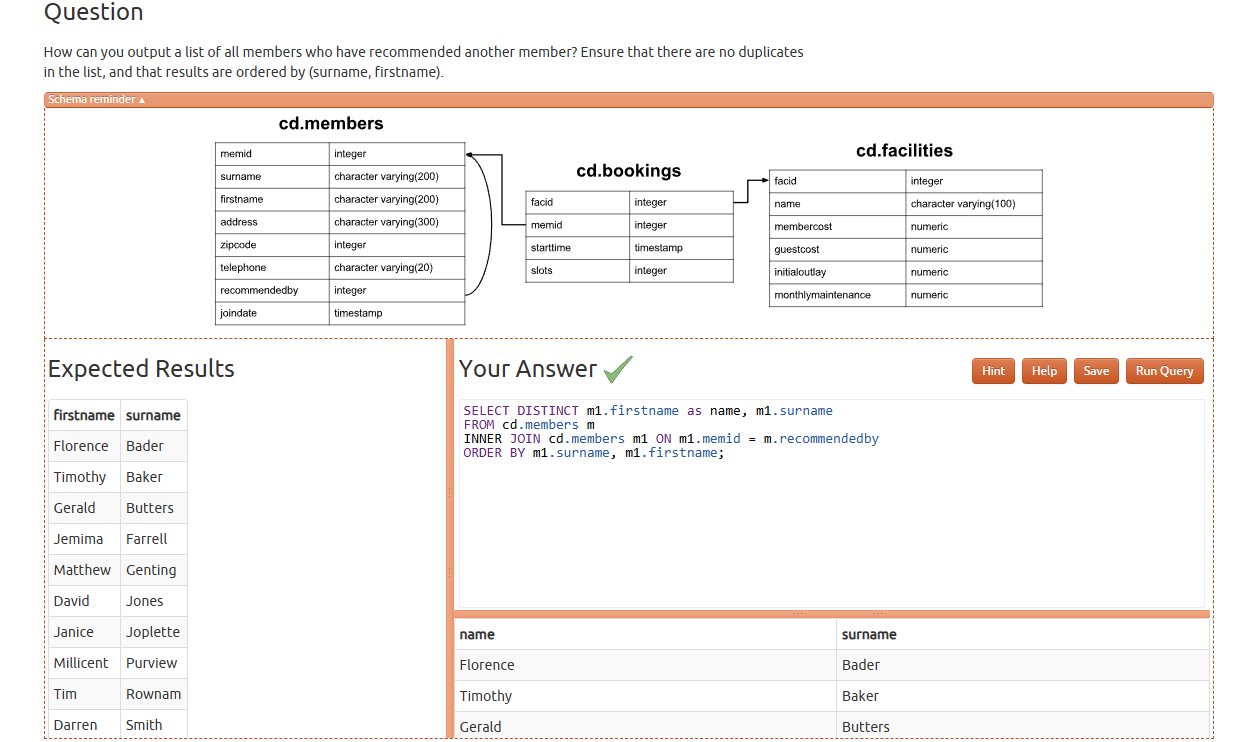 Question
How can you output a list of all members who have recommended another member? Ensure that there are no duplicates
in the list, and that results are ordered by (surname, firstname).
Schema reminder ▴
cd.members
memid integer
surname character varying(200)
firstname character varying(200)
address character varying(300)
zipcode integer
telephone character varying(20)
recommendedby integer
joindate timestamp
cd.bookings
facid integer
memid integer
starttime timestamp
slots integer
cd.facilities
facid integer
name character varying(100)
membercost numeric
guestcost numeric
initialoutlay numeric
monthlymaintenance numeric
Expected Results
firstname surname
Florence Bader
Timothy Baker
Gerald Butters
Jemima Farrell
Matthew Genting
David Jones
Janice Joplette
Millicent Purview
Tim Rownam
Darren Smith
Your Answer
Hint Help Save Run Query
SELECT DISTINCT m1.firstname as name, m1.surname
FROM cd.members m
INNER JOIN cd.members m1 ON m1.memid = m.recommendedby
ORDER BY m1.surname, m1.firstname;
name surname
Florence Bader
Timothy Baker
Gerald Butters